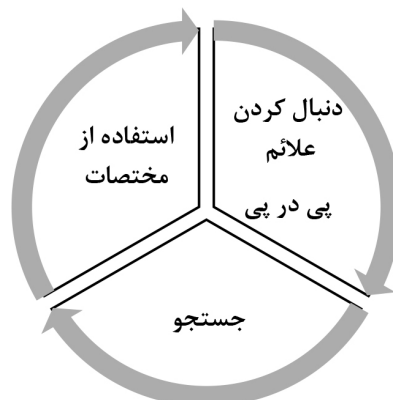 دنبال کردن
علائم
پی در پی
استفاده از
مختصات
جستجو